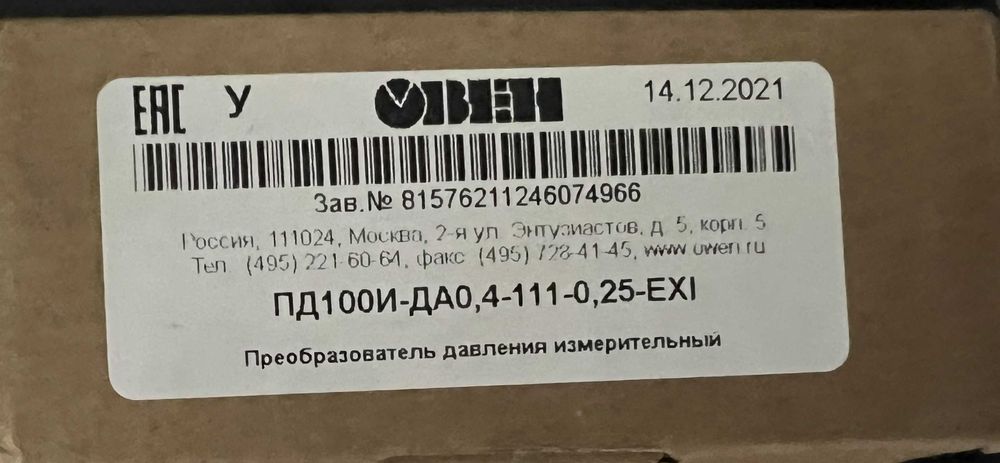 ЕАС У ОВЕН 14.12.2021
Зав.№ 81576211246074966
Россия, 111024, Москва, 2-я ул. Энтузиастов, д. 5, корп. 5
Тел. (495) 221-60-64, факс (495) 728-41-45, www.owen.ru
ПД100И-ДА0,4-111-0,25-EXI
Преобразователь давления измерительный